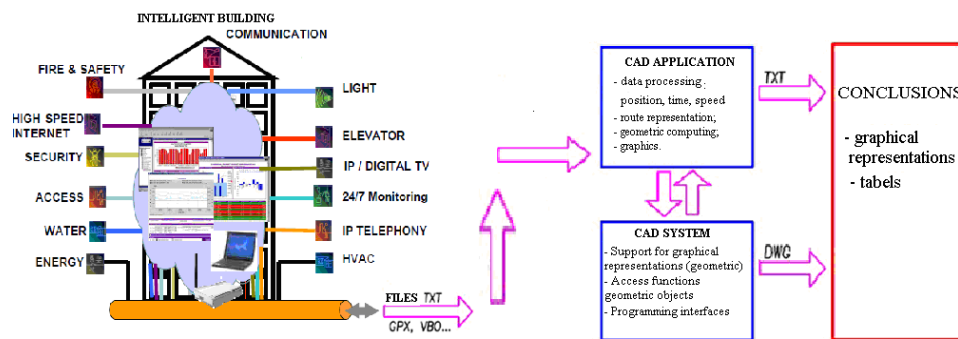 INTELLIGENT BUILDING
COMMUNICATION
FIRE & SAFETY
LIGHT
HIGH SPEED
INTERNET
ELEVATOR
SECURITY
IP / DIGITAL TV
ACCESS
24/7 Monitoring
WATER
IP TELEPHONY
ENERGY
HVAC
FILES TXT
GPX, VBO...
CAD APPLICATION
- data processing :
position, time, speed
- route representation;
- geometric computing;
- graphics.
CAD SYSTEM
- Support for graphical
representations (geometric)
- Access functions
geometric objects
- Programming interfaces
TXT
DWG
CONCLUSIONS
- graphical
representations
- tabels